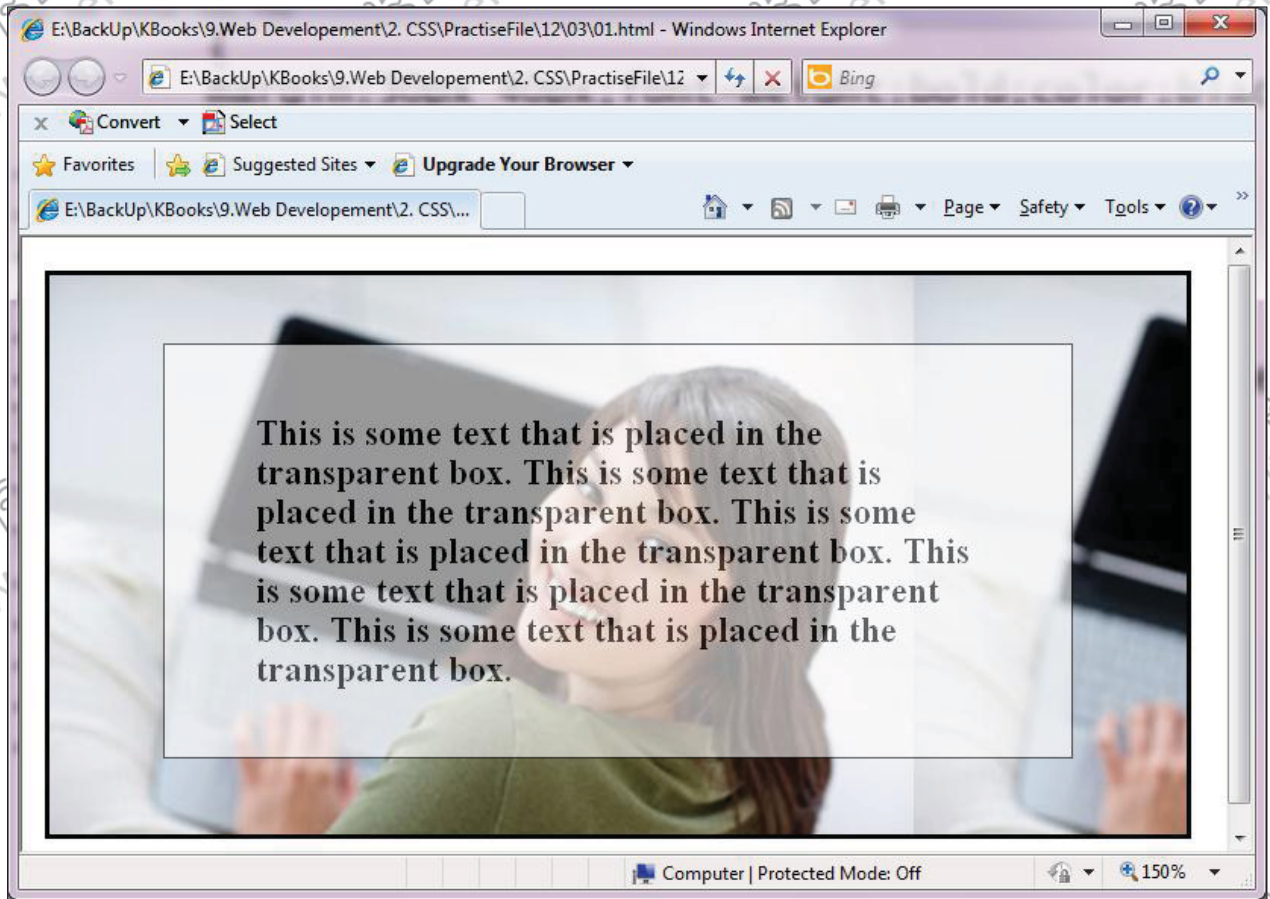 E:\BackUp\KBooks\9.Web Developement\2. CSS\PractiseFile\12\03\01.html - Windows Internet Explorer
E:\BackUp\KBooks\9.Web Developement\2. CSS\PractiseFile\12
Bing
x Convert Select
Favorites Suggested Sites Upgrade Your Browser
E:\BackUp\KBooks\9.Web Developement\2. CSS\...
Page Safety Tools
This is some text that is placed in the
transparent box. This is some text that is
placed in the transparent box. This is some
text that is placed in the transparent box. This
is some text that is placed in the transparent
box. This is some text that is placed in the
transparent box.
Computer | Protected Mode: Off
150%